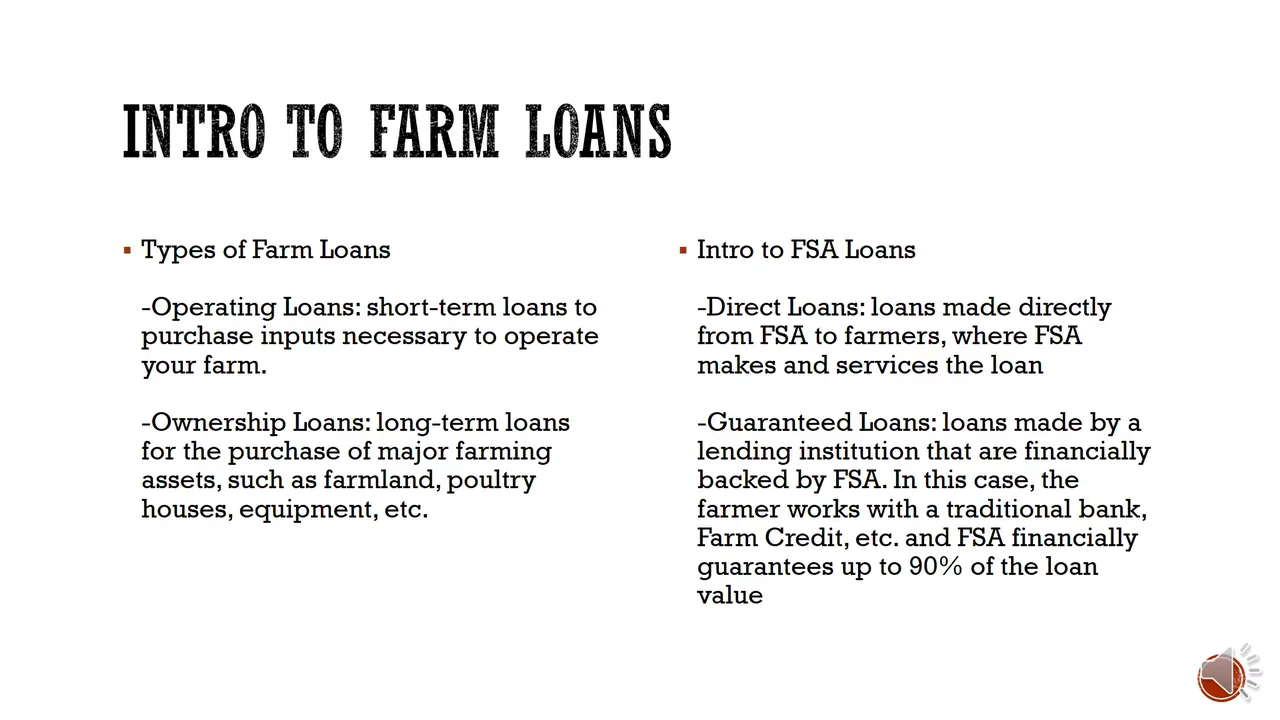 INTRO TO FARM LOANS
▪ Types of Farm Loans
-Operating Loans: short-term loans to
purchase inputs necessary to operate
your farm.
-Ownership Loans: long-term loans
for the purchase of major farming
assets, such as farmland, poultry
houses, equipment, etc.
▪ Intro to FSA Loans
-Direct Loans: loans made directly
from FSA to farmers, where FSA
makes and services the loan
-Guaranteed Loans: loans made by a
lending institution that are financially
backed by FSA. In this case, the
farmer works with a traditional bank,
Farm Credit, etc. and FSA financially
guarantees up to 90% of the loan
value